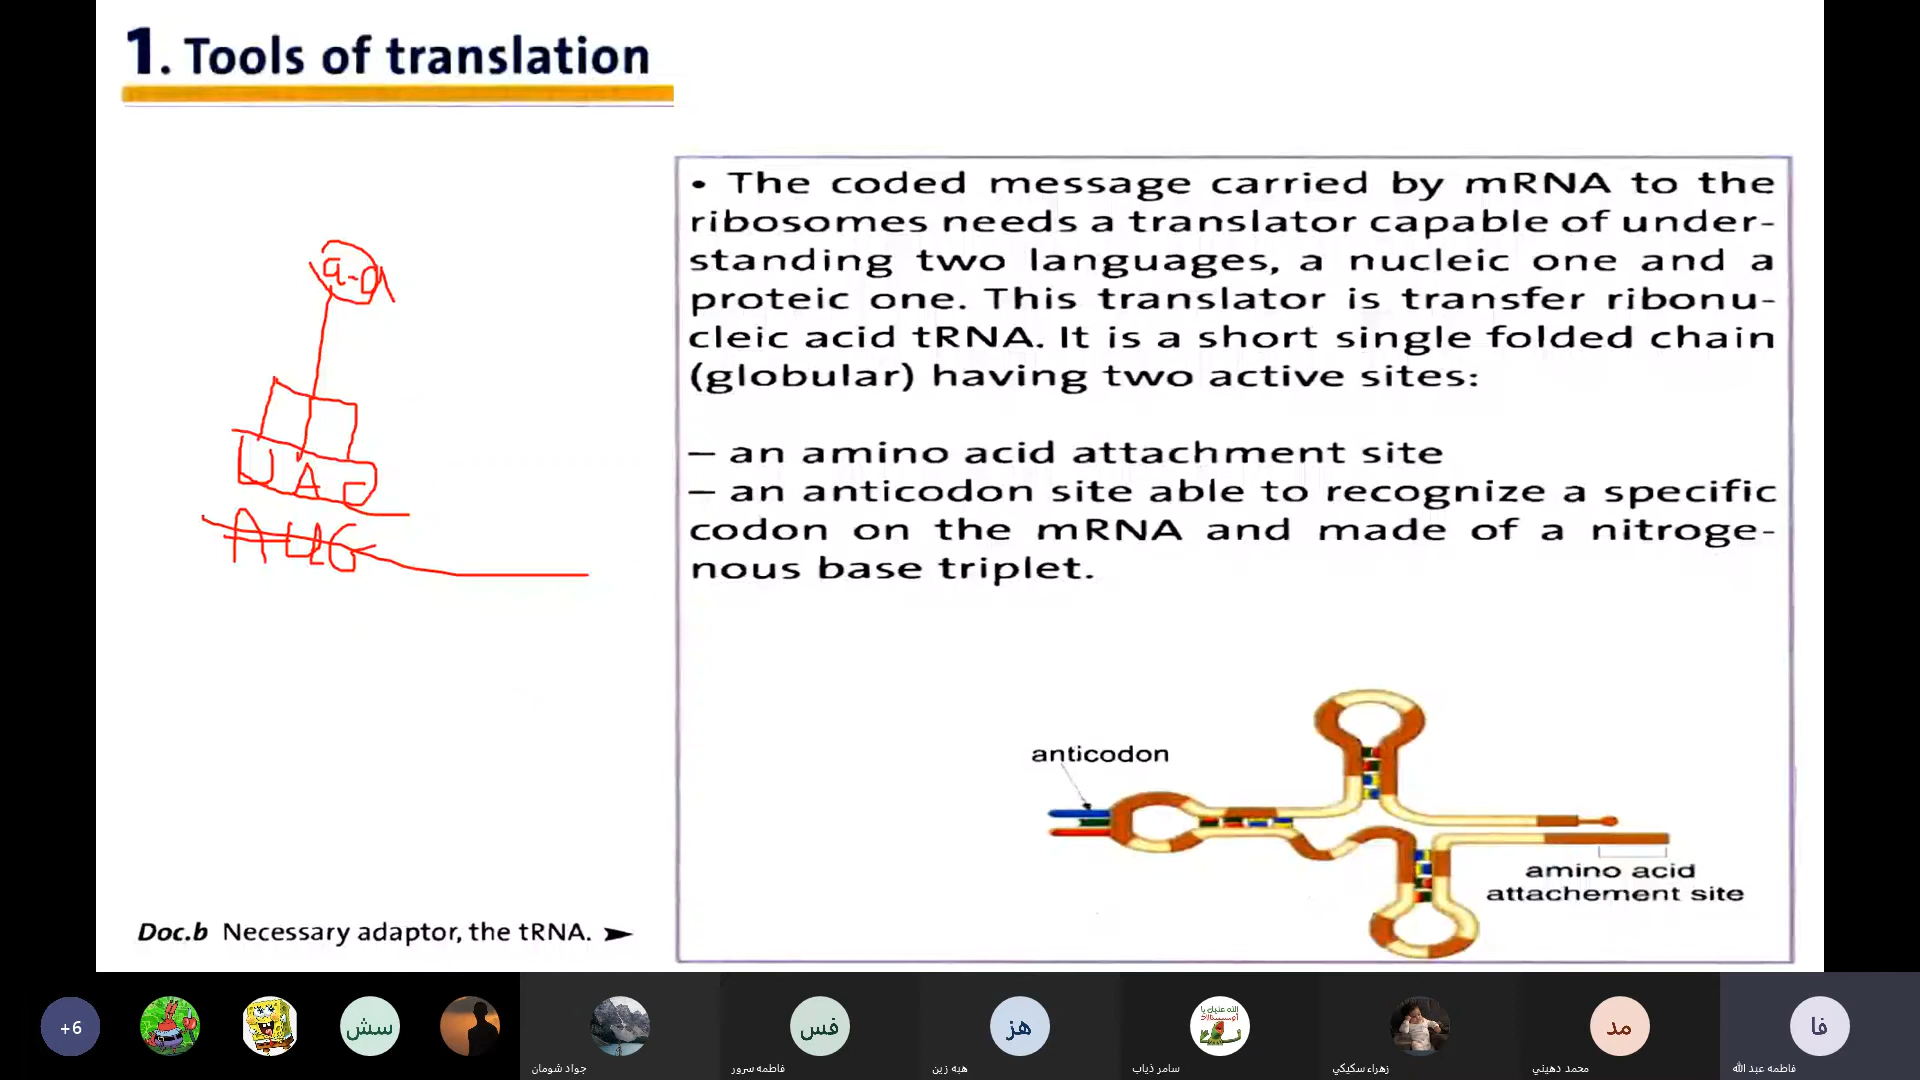 1. Tools of translation
• The coded message carried by mRNA to the
ribosomes needs a translator capable of under-
standing two languages, a nucleic one and a
proteic one. This translator is transfer ribonu-
cleic acid tRNA. It is a short single folded chain
(globular) having two active sites:
– an amino acid attachment site
– an anticodon site able to recognize a specific
codon on the mRNA and made of a nitroge-
nous base triplet.
a-a
UAC
AUG
anticodon
amino acid
attachement site
Doc.b Necessary adaptor, the tRNA.
+6
سش
فس
هز
مد
فا
جواد شومان
فاطمه سرور
هبه زين
سامر ذياب
زهراء سكيكي
محمد دهيني
فاطمه عبد الله